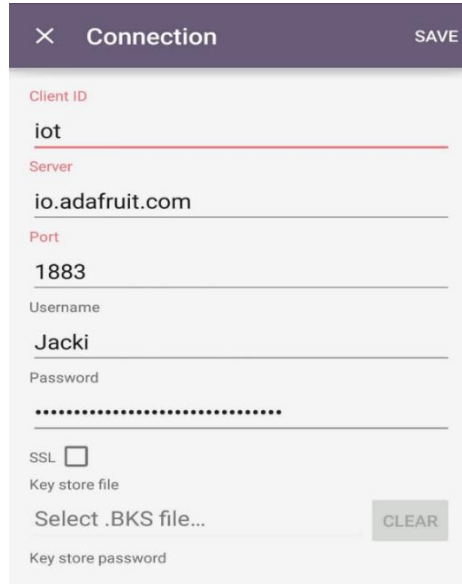 × Connection SAVE
Client ID
iot
Server
io.adafruit.com
Port
1883
Username
Jacki
Password
••••••••••••••••••••••••••••••••
SSL
Key store file
Select .BKS file... CLEAR
Key store password